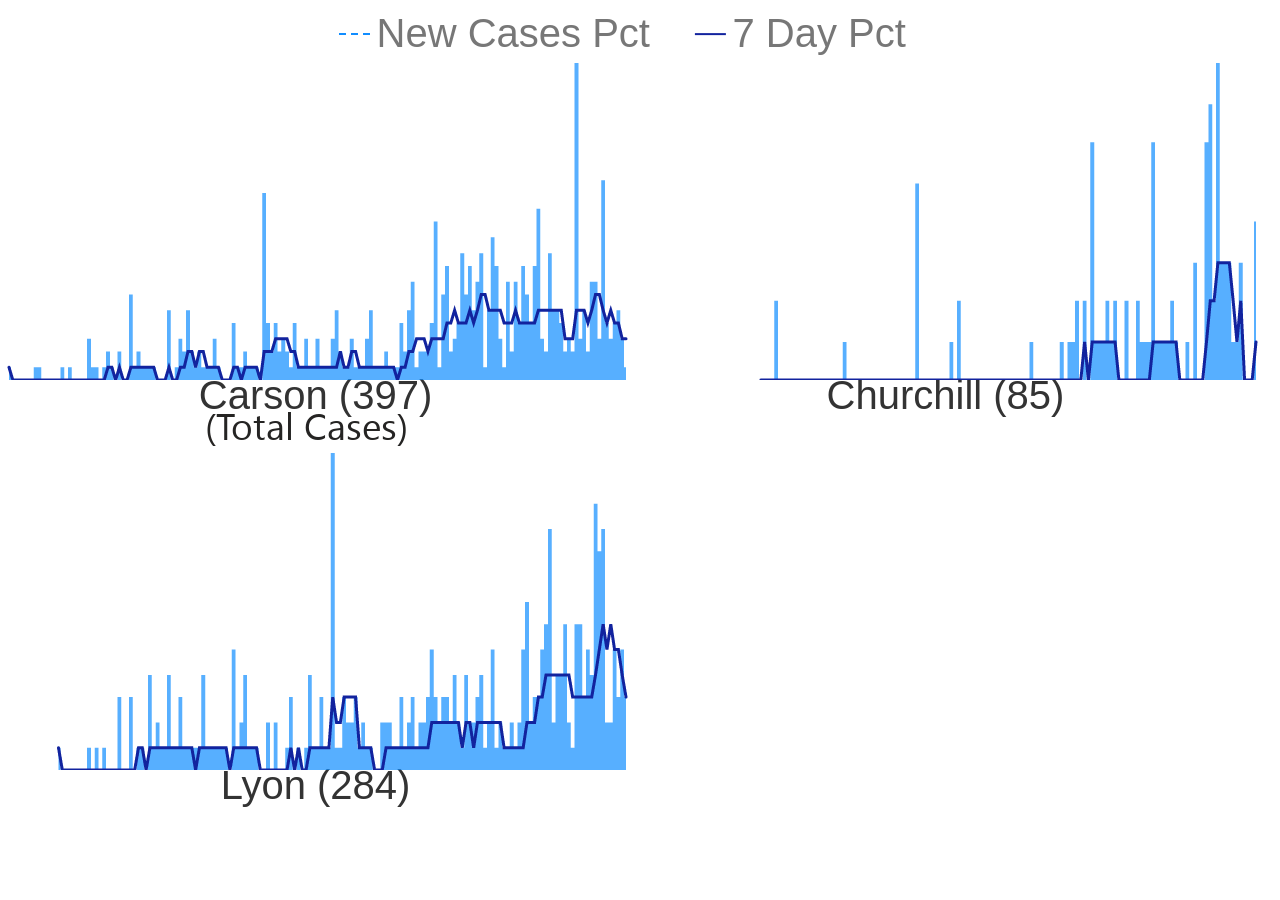 New Cases Pct 7 Day Pct
Carson (397)
(Total Cases)
Churchill (85)
Lyon (284)